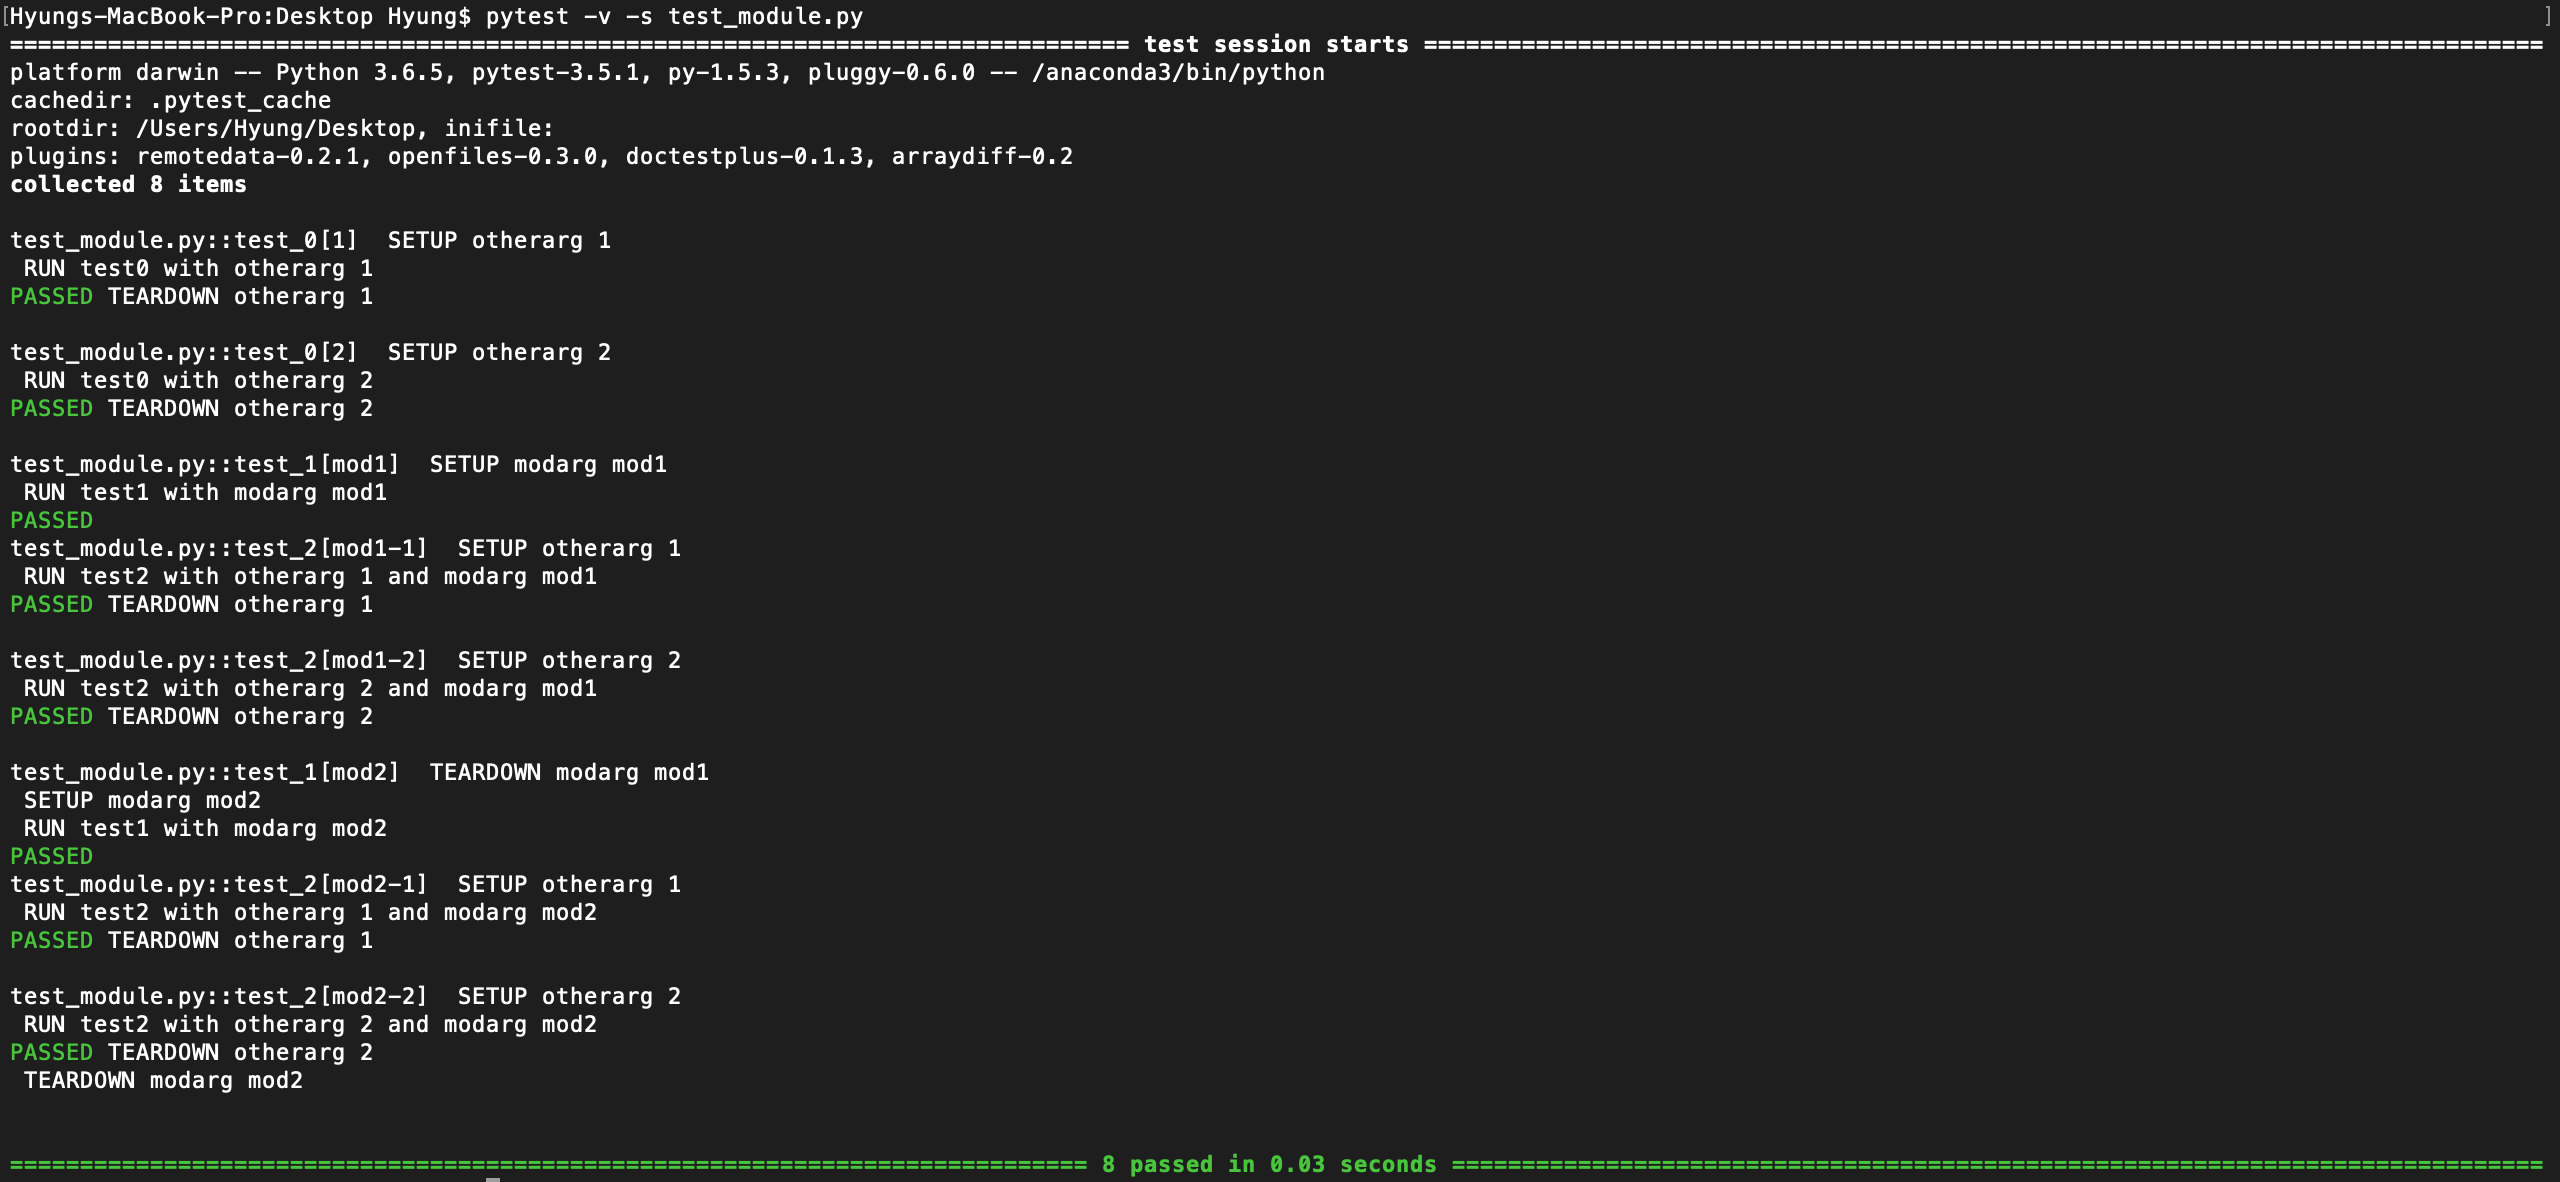 [Hyungs-MacBook-Pro:Desktop Hyung$ pytest -v -s test_module.py ]
================================================================================ test session starts ================================================================================
platform darwin -- Python 3.6.5, pytest-3.5.1, py-1.5.3, pluggy-0.6.0 -- /anaconda3/bin/python
cachedir: .pytest_cache
rootdir: /Users/Hyung/Desktop, inifile:
plugins: remotedata-0.2.1, openfiles-0.3.0, doctestplus-0.1.3, arraydiff-0.2
collected 8 items

test_module.py::test_0[1]  SETUP otherarg 1
 RUN test0 with otherarg 1
PASSED TEARDOWN otherarg 1

test_module.py::test_0[2]  SETUP otherarg 2
 RUN test0 with otherarg 2
PASSED TEARDOWN otherarg 2

test_module.py::test_1[mod1]  SETUP modarg mod1
 RUN test1 with modarg mod1
PASSED
test_module.py::test_2[mod1-1]  SETUP otherarg 1
 RUN test2 with otherarg 1 and modarg mod1
PASSED TEARDOWN otherarg 1

test_module.py::test_2[mod1-2]  SETUP otherarg 2
 RUN test2 with otherarg 2 and modarg mod1
PASSED TEARDOWN otherarg 2

test_module.py::test_1[mod2]  TEARDOWN modarg mod1
 SETUP modarg mod2
 RUN test1 with modarg mod2
PASSED
test_module.py::test_2[mod2-1]  SETUP otherarg 1
 RUN test2 with otherarg 1 and modarg mod2
PASSED TEARDOWN otherarg 1

test_module.py::test_2[mod2-2]  SETUP otherarg 2
 RUN test2 with otherarg 2 and modarg mod2
PASSED TEARDOWN otherarg 2
 TEARDOWN modarg mod2

============================================================================= 8 passed in 0.03 seconds ==============================================================================